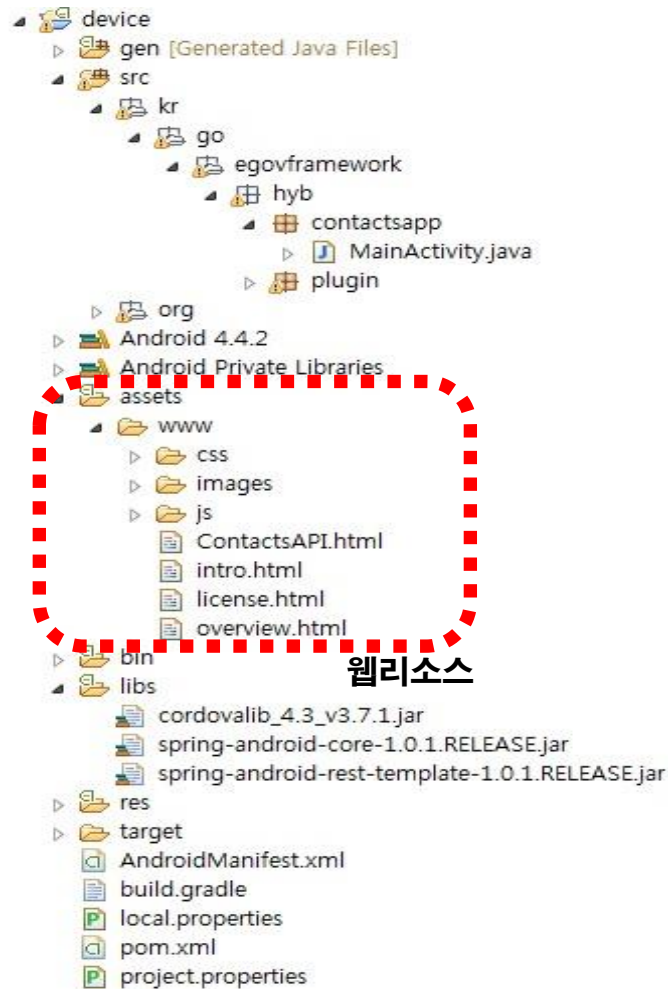 device
gen [Generated Java Files]
src
kr
go
egovframework
hyb
contactsapp
MainActivity.java
plugin
org
Android 4.4.2
Android Private Libraries
assets
www
css
images
js
ContactsAPI.html
intro.html
license.html
overview.html
bin
웹리소스
libs
cordovalib_4.3_v3.7.1.jar
spring-android-core-1.0.1.RELEASE.jar
spring-android-rest-template-1.0.1.RELEASE.jar
res
target
AndroidManifest.xml
build.gradle
local.properties
pom.xml
project.properties